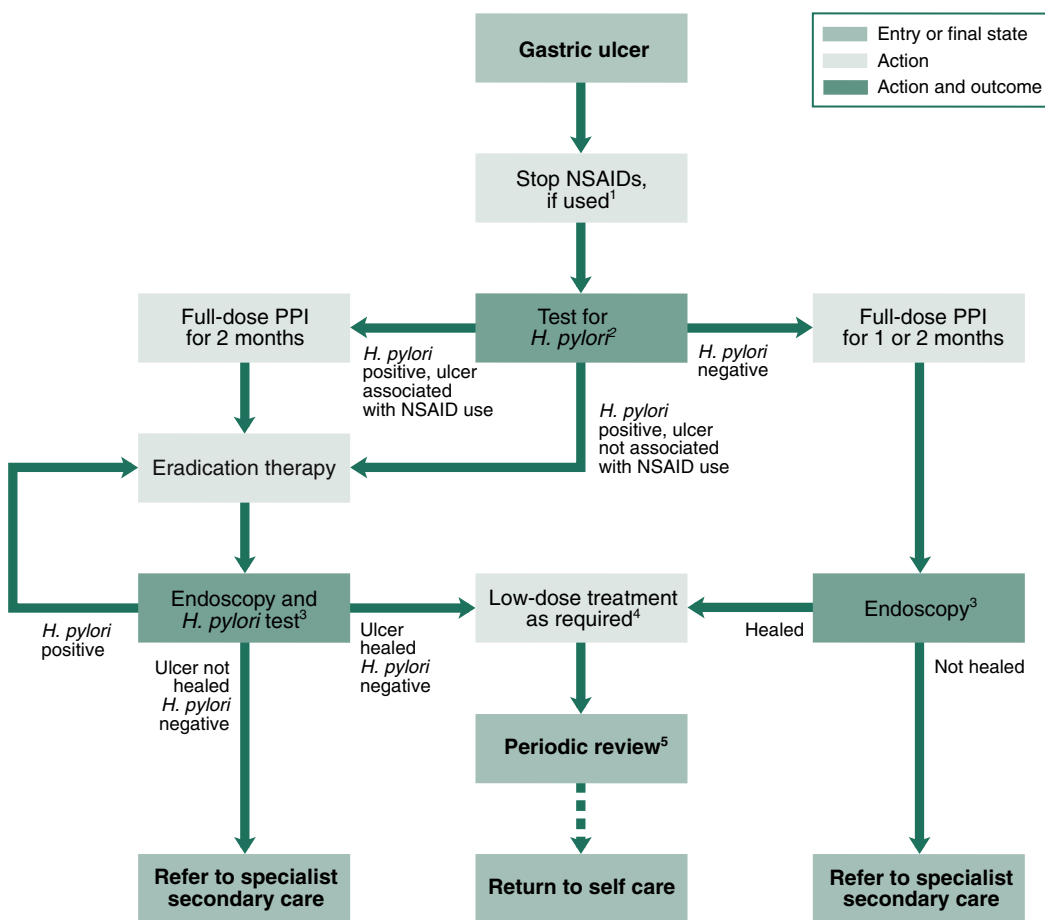 Gastric ulcer
Entry or final state
Action
Action and outcome
Stop NSAIDs,
if used¹
Full-dose PPI
for 2 months
Test for
H. pylori²
Full-dose PPI
for 1 or 2 months
H. pylori
positive, ulcer
associated
with NSAID use
H. pylori
negative
H. pylori
positive, ulcer
not associated
with NSAID use
Eradication therapy
Endoscopy and
H. pylori test³
Low-dose treatment
as required⁴
Endoscopy³
H. pylori
positive
Ulcer
healed
H. pylori
negative
Healed
Ulcer not
healed
H. pylori
negative
Not healed
Periodic review⁵
Refer to specialist
secondary care
Return to self care
Refer to specialist
secondary care